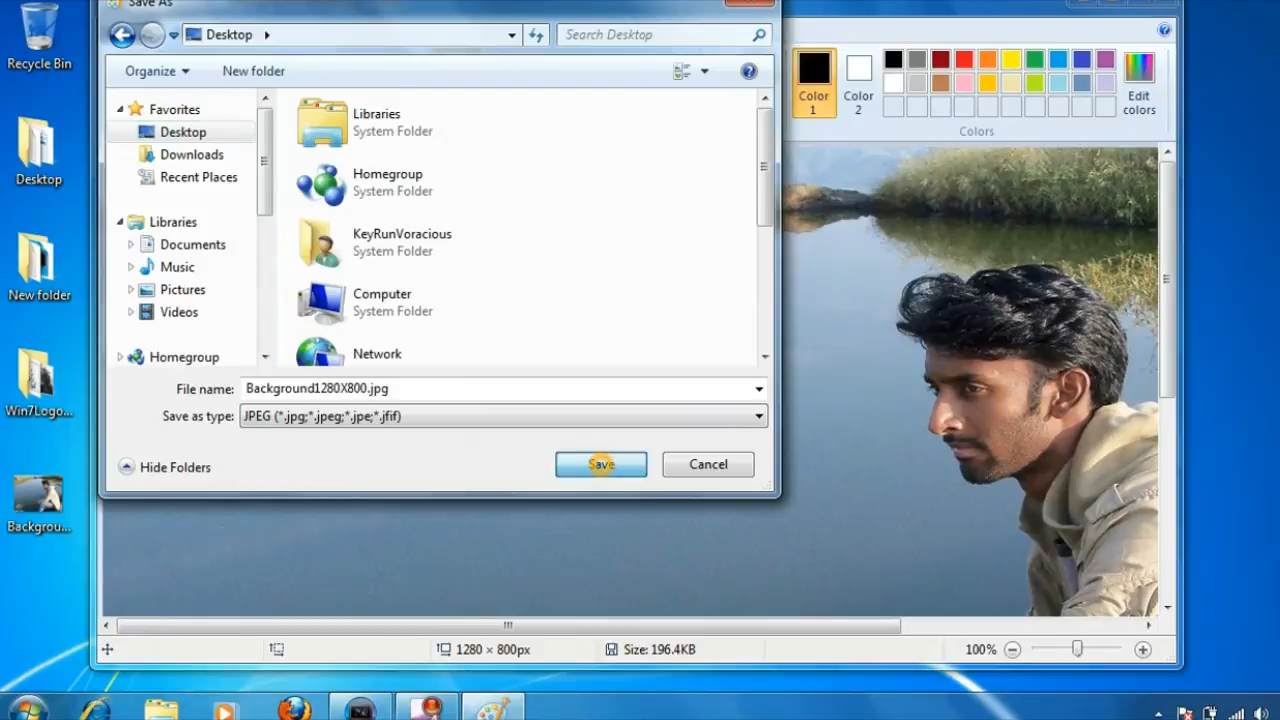 Save As
Recycle Bin
Desktop
Search Desktop
Organize
New folder
Color 1
Color 2
Edit colors
Colors
Favorites
Desktop
Downloads
Recent Places
Libraries
Documents
Music
Pictures
Videos
Homegroup
Libraries
System Folder
Homegroup
System Folder
KeyRunVoracious
System Folder
Computer
System Folder
Network
Desktop
New folder
Win7Logo...
Backgrou...
File name:
Background1280X800.jpg
Save as type:
JPEG (*.jpg;*.jpeg;*.jpe;*.jfif)
Hide Folders
Save
Cancel
1280 × 800px
Size: 196.4KB
100%